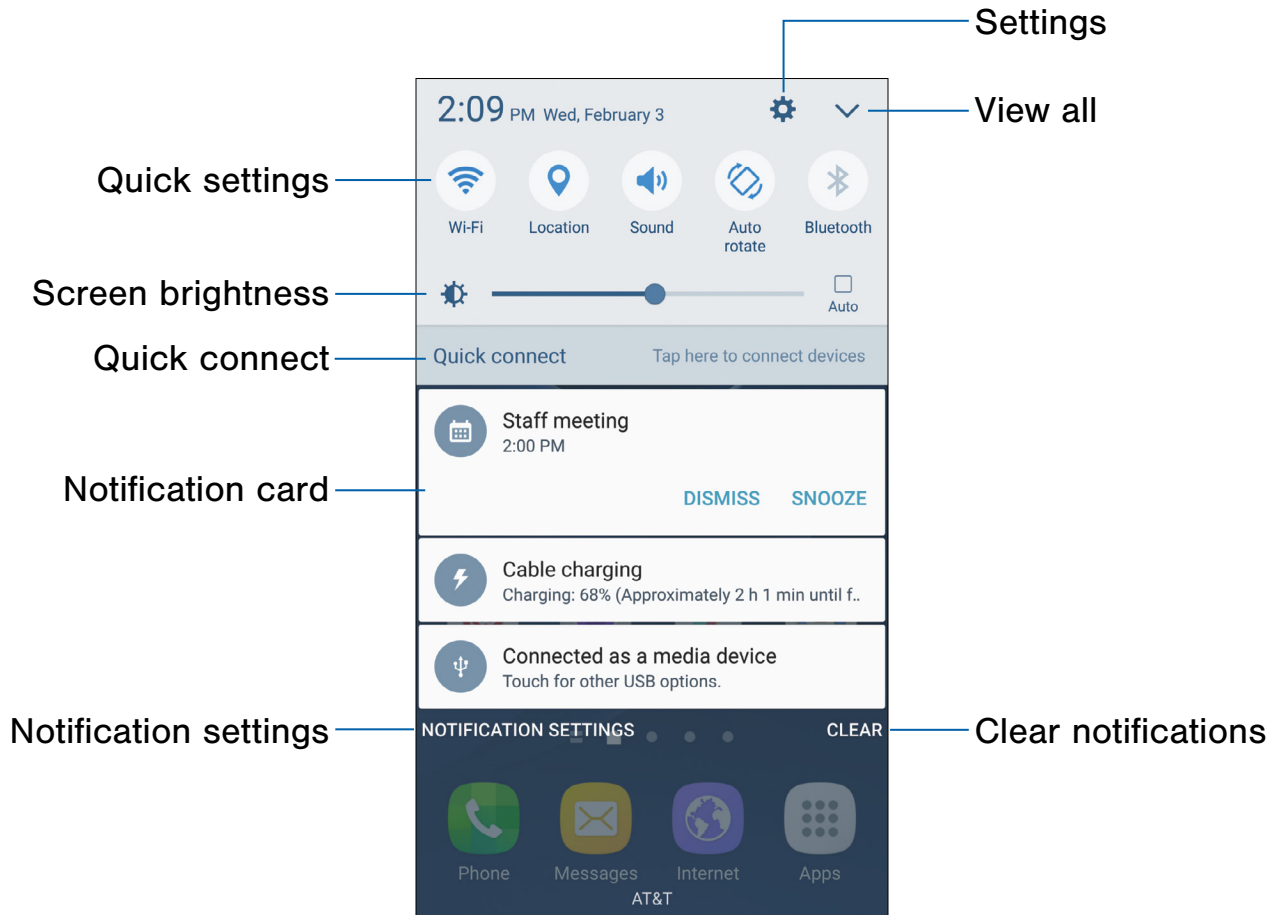 Settings
2:09 PM Wed, February 3
View all
Quick settings
Wi-Fi
Location
Sound
Auto
rotate
Bluetooth
Screen brightness
Auto
Quick connect
Quick connect
Tap here to connect devices
Staff meeting
2:00 PM
Notification card
DISMISS
SNOOZE
Cable charging
Charging: 68% (Approximately 2 h 1 min until f..
Connected as a media device
Touch for other USB options.
Notification settings
NOTIFICATION SETTINGS
CLEAR
Clear notifications
Phone
Messages
Internet
Apps
AT&T